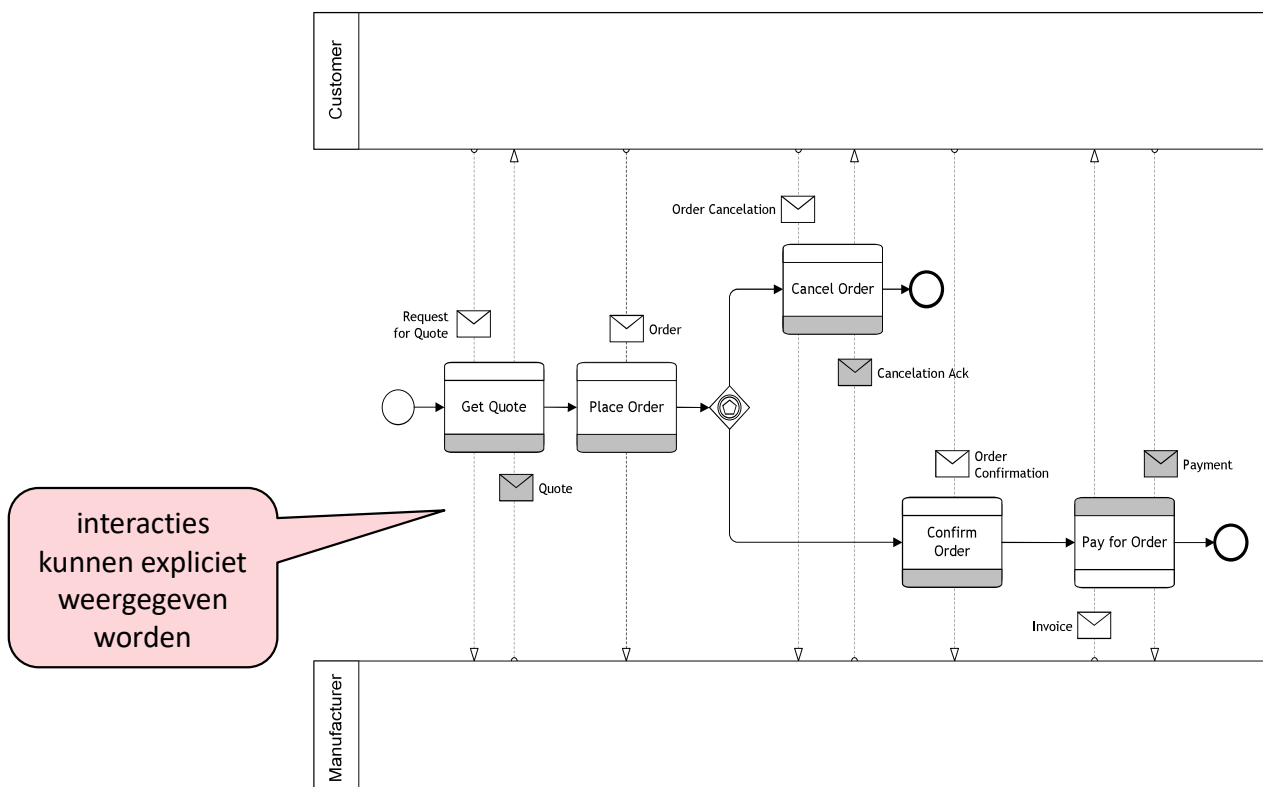 Customer
Order Cancelation
Cancel Order
Request
for Quote
Order
Cancelation Ack
Get Quote
Place Order
Order
Confirmation
Payment
Quote
interacties
kunnen expliciet
weergegeven
worden
Confirm
Order
Pay for Order
Invoice
Manufacturer